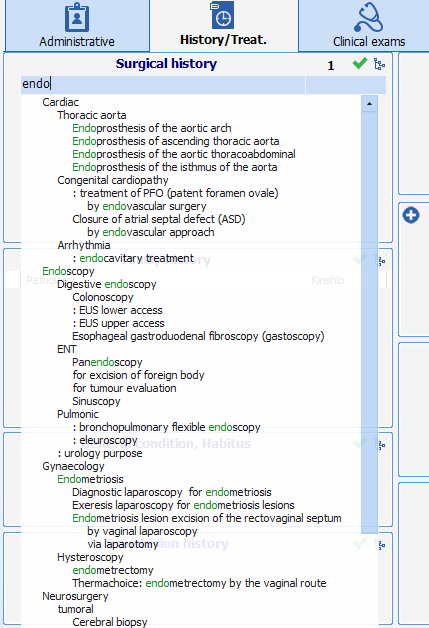 Administrative
History/Treat.
Clinical exams
Surgical history 1
endo
Cardiac
Thoracic aorta
Endoprosthesis of the aortic arch
Endoprosthesis of ascending thoracic aorta
Endoprosthesis of the aortic thoracoabdominal
Endoprosthesis of the isthmus of the aorta
Congenital cardiopathy
: treatment of PFO (patent foramen ovale)
by endovascular surgery
Closure of atrial septal defect (ASD)
by endovascular approach
Arrhythmia
: endocavitary treatment
Endoscopy
Digestive endoscopy
Kinship
Colonoscopy
: EUS lower access
: EUS upper access
Esophageal gastroduodenal fibroscopy (gastoscopy)
ENT
Panendoscopy
for excision of foreign body
for tumour evaluation
Sinuscopy
Pulmonic
: bronchopulmonary flexible endoscopy
: eleuroscopy
condition, Habitus
: urology purpose
Gynaecology
Endometriosis
Diagnostic laparoscopy for endometriosis
Exeresis laparoscopy for endometriosis lesions
Endometriosis lesion excision of the rectovaginal septum
by vaginal laparoscopy
via laparotomy
history
Hysteroscopy
endometrectomy
Thermachoice: endometrectomy by the vaginal route
Neurosurgery
tumoral
Cerebral biopsy